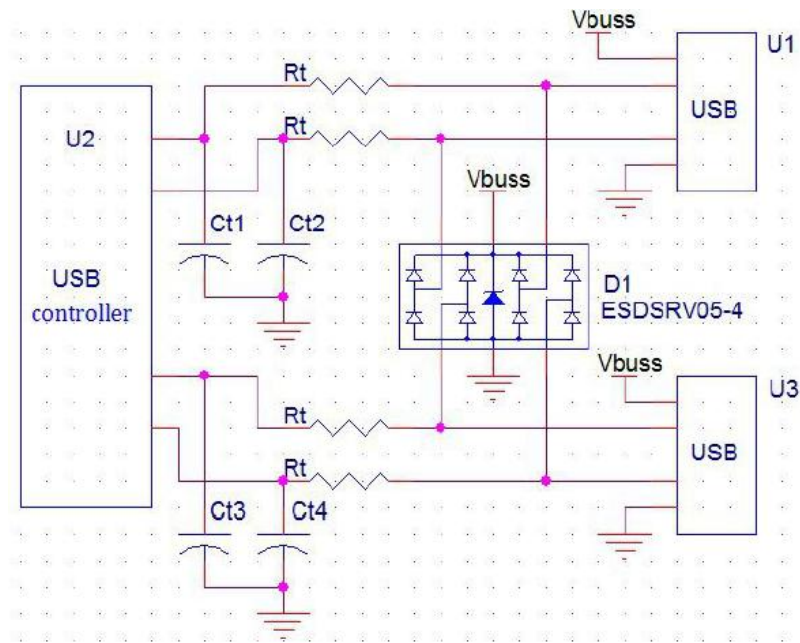 Vbuss
U1
Rt
USB
U2
Rt
Vbuss
Ct1
Ct2
USB
controller
D1
ESDSRV05-4
Vbuss
U3
Rt
USB
Rt
Ct3
Ct4